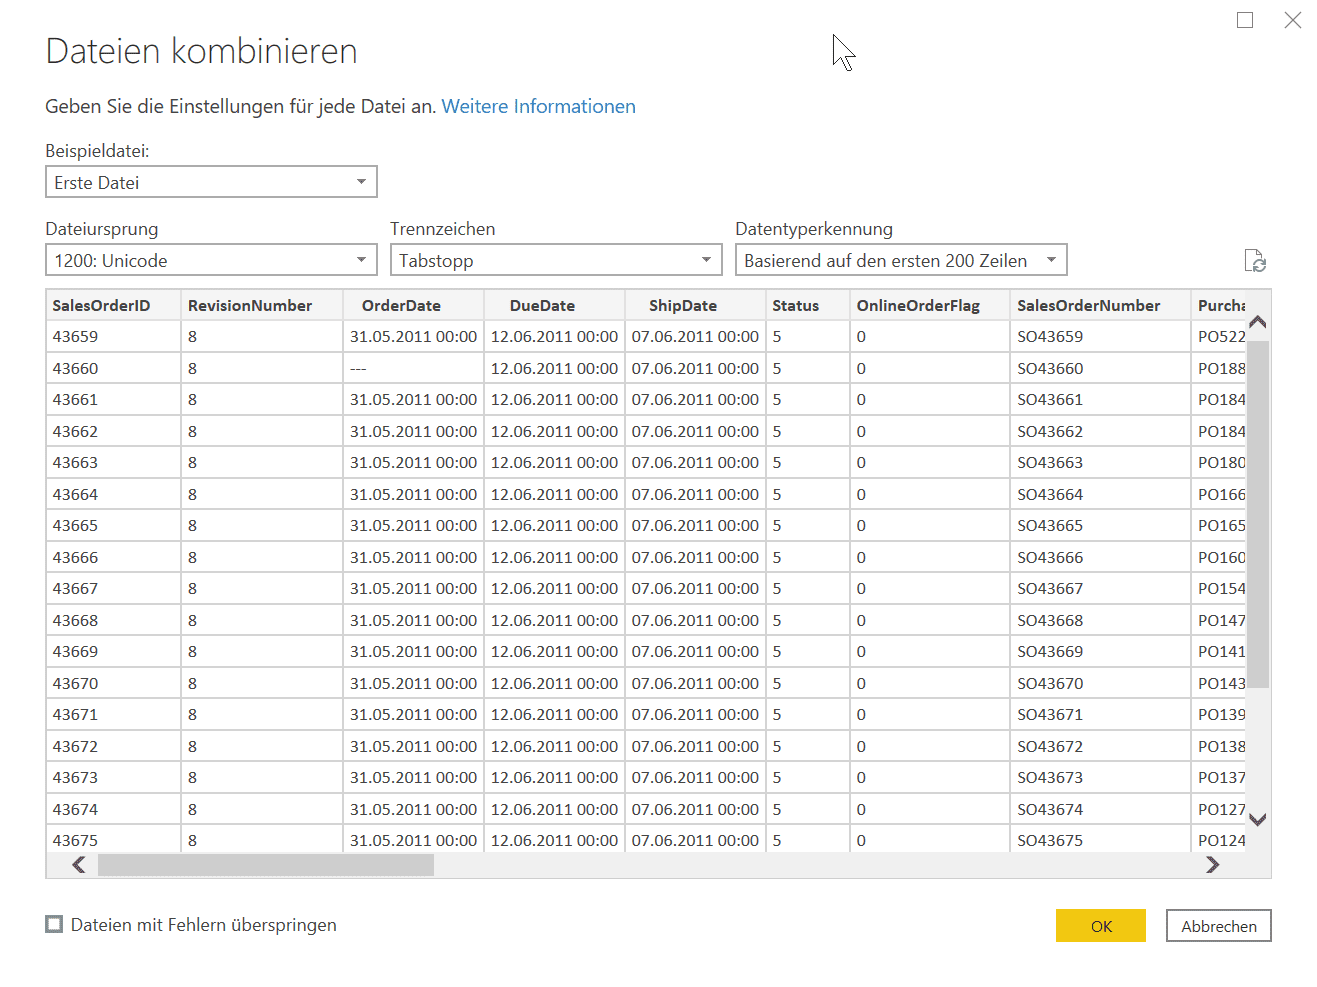 Dateien kombinieren
Geben Sie die Einstellungen für jede Datei an. Weitere Informationen
Beispieldatei:
Erste Datei
Dateiursprung Trennzeichen Datentyperkennung
1200: Unicode Tabstopp Basierend auf den ersten 200 Zeilen
SalesOrderID RevisionNumber OrderDate DueDate ShipDate Status OnlineOrderFlag SalesOrderNumber Purcha
43659 8 31.05.2011 00:00 12.06.2011 00:00 07.06.2011 00:00 5 0 SO43659 PO522
43660 8 --- 12.06.2011 00:00 07.06.2011 00:00 5 0 SO43660 PO188
43661 8 31.05.2011 00:00 12.06.2011 00:00 07.06.2011 00:00 5 0 SO43661 PO184
43662 8 31.05.2011 00:00 12.06.2011 00:00 07.06.2011 00:00 5 0 SO43662 PO184
43663 8 31.05.2011 00:00 12.06.2011 00:00 07.06.2011 00:00 5 0 SO43663 PO180
43664 8 31.05.2011 00:00 12.06.2011 00:00 07.06.2011 00:00 5 0 SO43664 PO166
43665 8 31.05.2011 00:00 12.06.2011 00:00 07.06.2011 00:00 5 0 SO43665 PO165
43666 8 31.05.2011 00:00 12.06.2011 00:00 07.06.2011 00:00 5 0 SO43666 PO160
43667 8 31.05.2011 00:00 12.06.2011 00:00 07.06.2011 00:00 5 0 SO43667 PO154
43668 8 31.05.2011 00:00 12.06.2011 00:00 07.06.2011 00:00 5 0 SO43668 PO147
43669 8 31.05.2011 00:00 12.06.2011 00:00 07.06.2011 00:00 5 0 SO43669 PO141
43670 8 31.05.2011 00:00 12.06.2011 00:00 07.06.2011 00:00 5 0 SO43670 PO143
43671 8 31.05.2011 00:00 12.06.2011 00:00 07.06.2011 00:00 5 0 SO43671 PO139
43672 8 31.05.2011 00:00 12.06.2011 00:00 07.06.2011 00:00 5 0 SO43672 PO138
43673 8 31.05.2011 00:00 12.06.2011 00:00 07.06.2011 00:00 5 0 SO43673 PO137
43674 8 31.05.2011 00:00 12.06.2011 00:00 07.06.2011 00:00 5 0 SO43674 PO127
43675 8 31.05.2011 00:00 12.06.2011 00:00 07.06.2011 00:00 5 0 SO43675 PO124
Dateien mit Fehlern überspringen OK Abbrechen